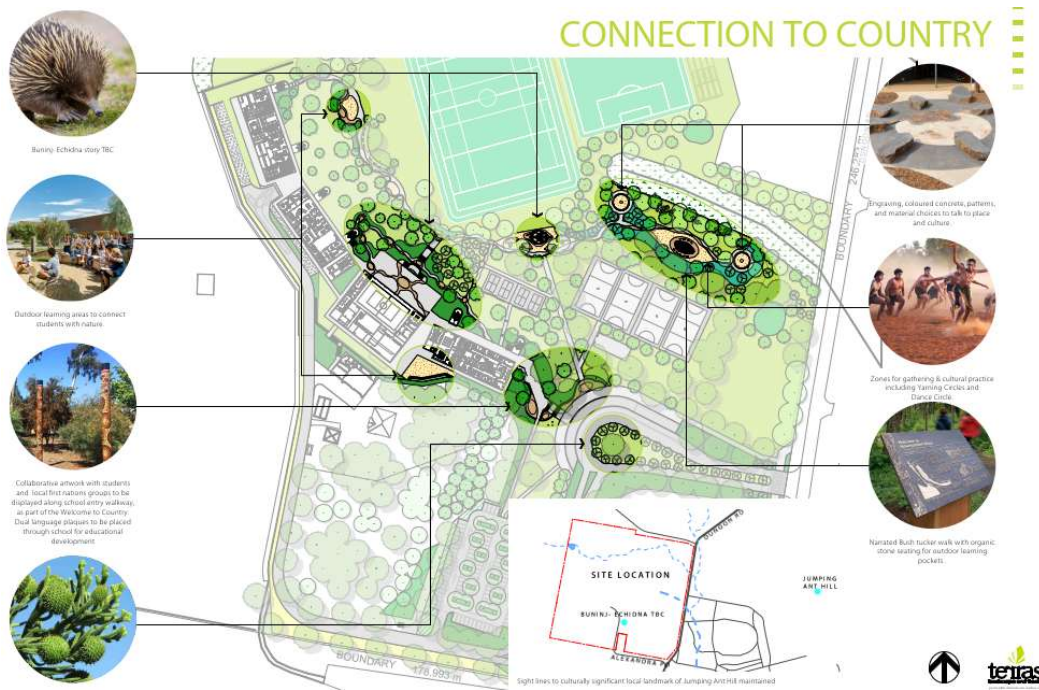 CONNECTION TO COUNTRY
Buninj- Echidna story TBC
Outdoor learning areas to connect
students with nature.
Collaborative artwork with students
and local first nations groups to be
displayed along school entry walkway,
as part of the Welcome to Country.
Dual language plaques to be placed
through school for educational
development
Engraving, coloured concrete, patterns,
and material choices to talk to place
and culture.
Zones for gathering & cultural practice
including Yarning Circles and
Dance Circle.
Narrated Bush tucker walk with organic
stone seating for outdoor learning
pockets.
BOUNDARY
BOUNDARY 178.993 m
SITE LOCATION
BUNINJ- ECHIDNA TBC
JUMPING
ANT HILL
Sight lines to culturally significant local landmark of Jumping Ant Hill maintained
terras